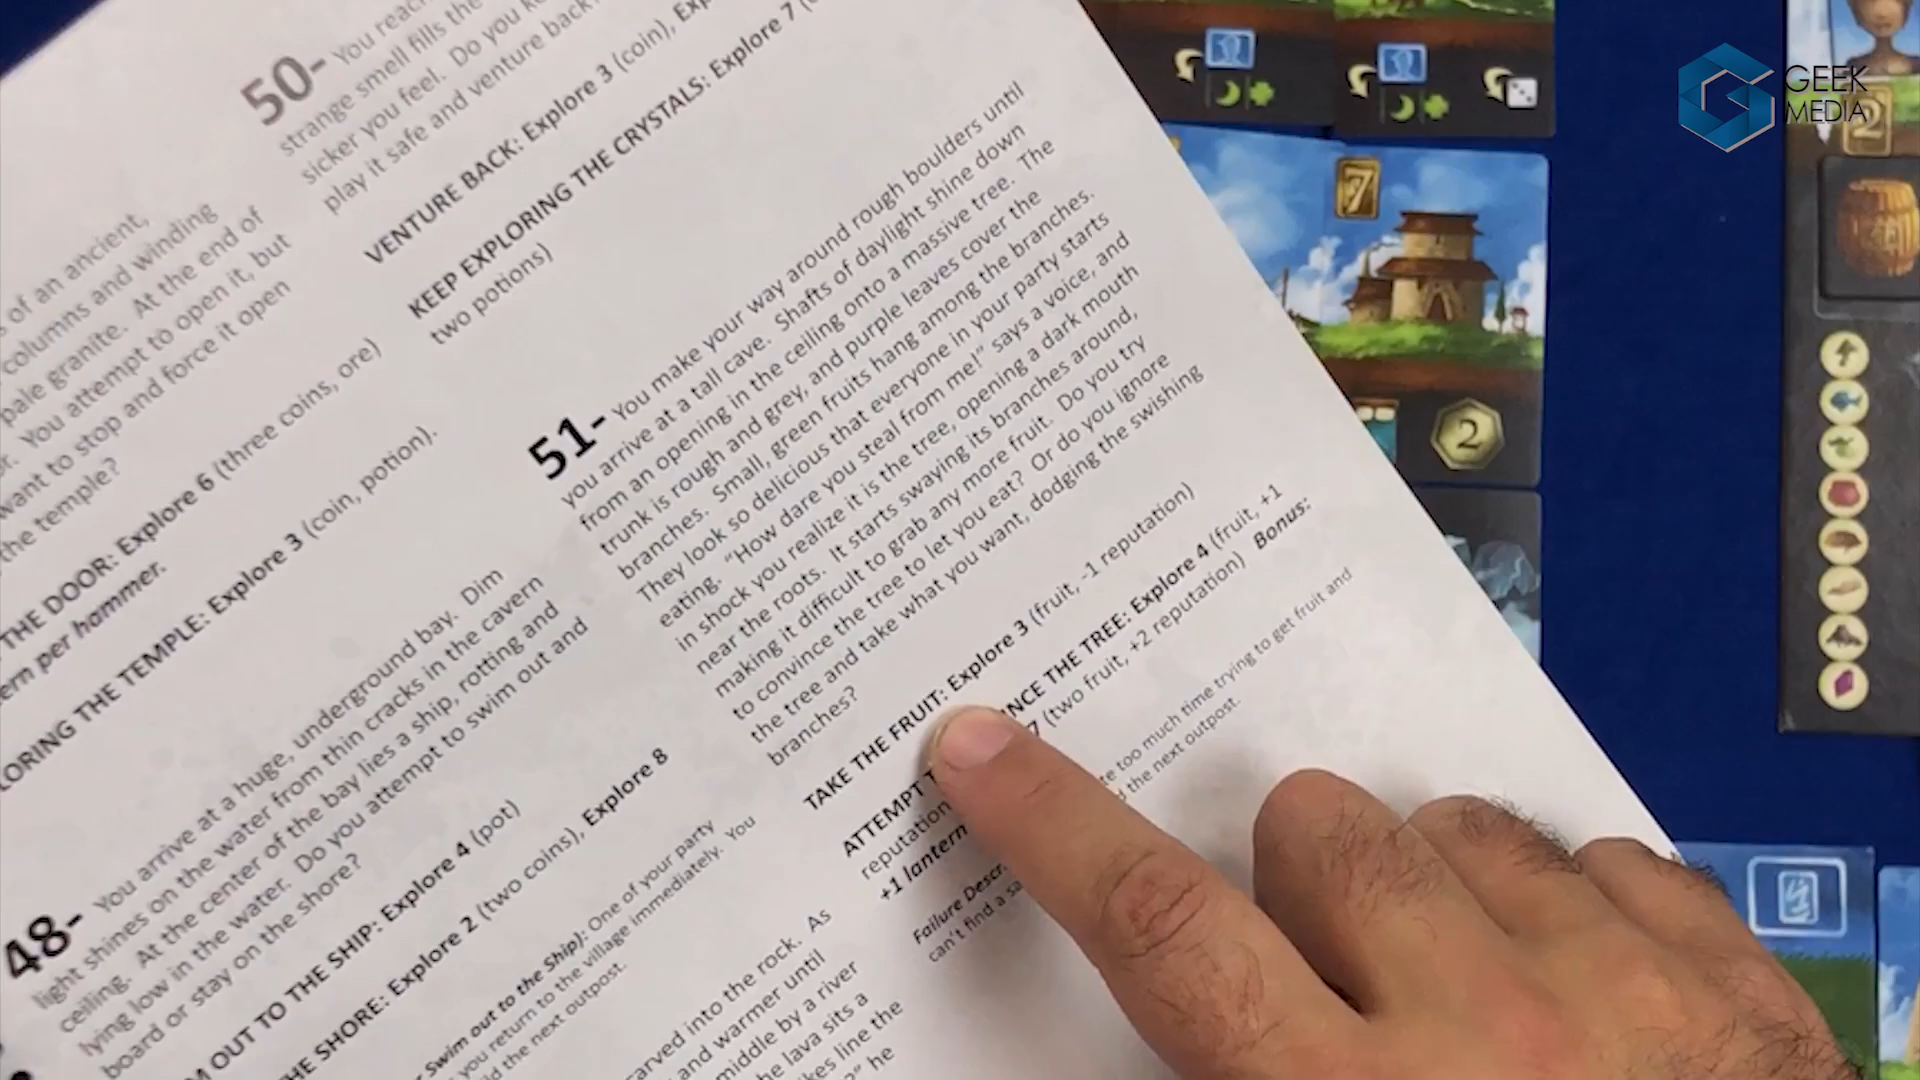 50- You reach
strange smell fills the
sicker you feel. Do you
play it safe and venture back
VENTURE BACK: Explore 3 (coin),
KEEP EXPLORING THE CRYSTALS: Explore 7
two potions)
of an ancient,
columns and winding
pale granite. At the end of
You attempt to open it, but
want to stop and force it open
the temple?
THE DOOR: Explore 6 (three coins, ore)
per hammer.
THE TEMPLE: Explore 3 (coin, potion).
48- You arrive at a huge, underground bay. Dim
light shines on the water from thin cracks in the cavern
ceiling. At the center of the bay lies a ship, rotting and
lying low in the water. Do you attempt to swim out and
board or stay on the shore?
OUT TO THE SHIP: Explore 4 (pot)
THE SHORE: Explore 2 (two coins), Explore 8
Swim out to the Ship): One of your party
you return to the village immediately. You
the next outpost.
carved into the rock. As
and warmer until
middle by a river
lava sits a
line the
he
51- You make your way around rough boulders until
you arrive at a tall cave. Shafts of daylight shine down
from an opening in the ceiling onto a massive tree. The
trunk is rough and grey, and purple leaves cover the
branches. Small, green fruits hang among the branches.
They look so delicious that everyone in your party starts
eating. "How dare you steal from me!" says a voice, and
in shock you realize it is the tree, opening a dark mouth
near the roots. It starts swaying its branches around,
making it difficult to grab any more fruit. Do you try
to convince the tree to let you eat? Or do you ignore
the tree and take what you want, dodging the swishing
branches?
TAKE THE FRUIT: Explore 3 (fruit, -1 reputation)
ATTEMPT THE TREE: Explore 4 (fruit, +1
reputation 7 (two fruit, +2 reputation) Bonus:
+1 lantern
Failure too much time trying to get fruit and
can't find a the next outpost.
7
2
2
GEEK
MEDIA